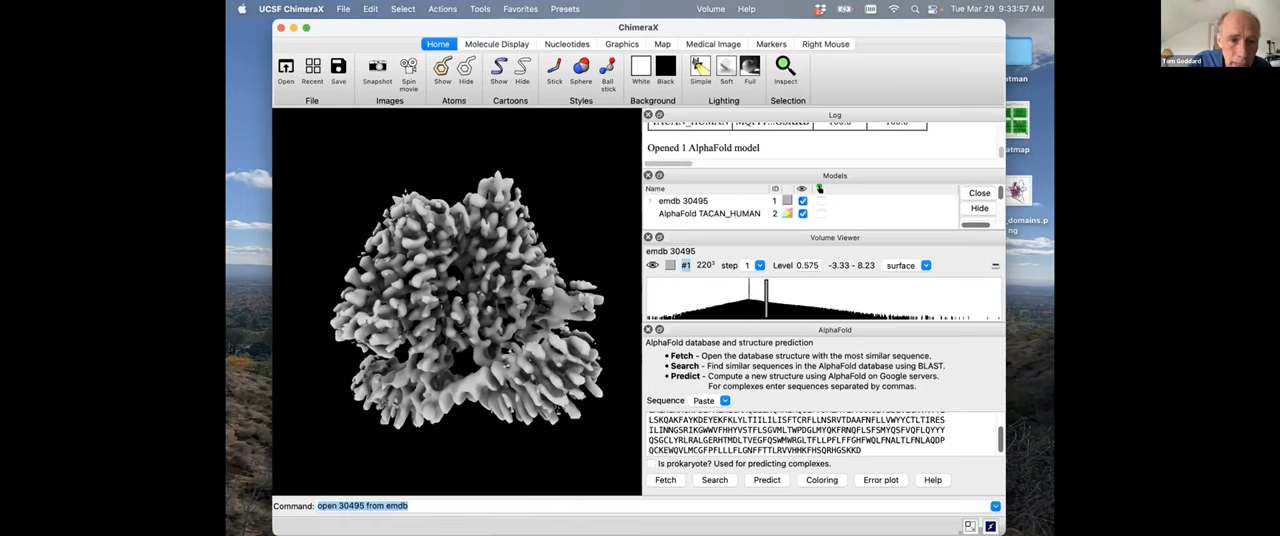 UCSF ChimeraX File Edit Select Actions Tools Favorites Presets Volume Help Tue Mar 29 9:33:57 AM
ChimeraX
Home Molecule Display Nucleotides Graphics Map Medical Image Markers Right Mouse
Open Recent Save Snapshot Spin movie Show Hide Show Hide Stick Sphere Ball stick White Black Simple Soft Full Inspect
File Images Atoms Cartoons Styles Background Lighting Selection
Tom Goddard
Log
Opened 1 AlphaFold model
Models
Name ID
emdb 30495 1
AlphaFold TACAN_HUMAN 2
Close
Hide
Volume Viewer
emdb 30495
#1 220³ step 1 Level 0.575 -3.33 - 8.23 surface
AlphaFold
AlphaFold database and structure prediction
• Fetch - Open the database structure with the most similar sequence.
• Search - Find similar sequences in the AlphaFold database using BLAST.
• Predict - Compute a new structure using AlphaFold on Google servers.
For complexes enter sequences separated by commas.
Sequence Paste
LSKQAKFAYKDEYEKFKLYLTIILILISFTCRFLLNSRVTDAAFNFLLVWYYCTLTIRES
ILINNGSRIKGWWVFHHYVSTFLSGVMLTWPDGLMYQKFRNQFLSFSMYQSFVQFLQYYY
QSGCLYRLRALGERHTMDLTVEGFQSWMWRGLTFLLPFLFFGHFWQLFNALTLFNLAQDP
QCKEWQVLMCGFPFLLLFLGNFFTTLRVVHHKFHSQRHGSKKD
Is prokaryote? Used for predicting complexes.
Fetch Search Predict Coloring Error plot Help
Command: open 30495 from emdb
atman
atmap
_domains.p
ng